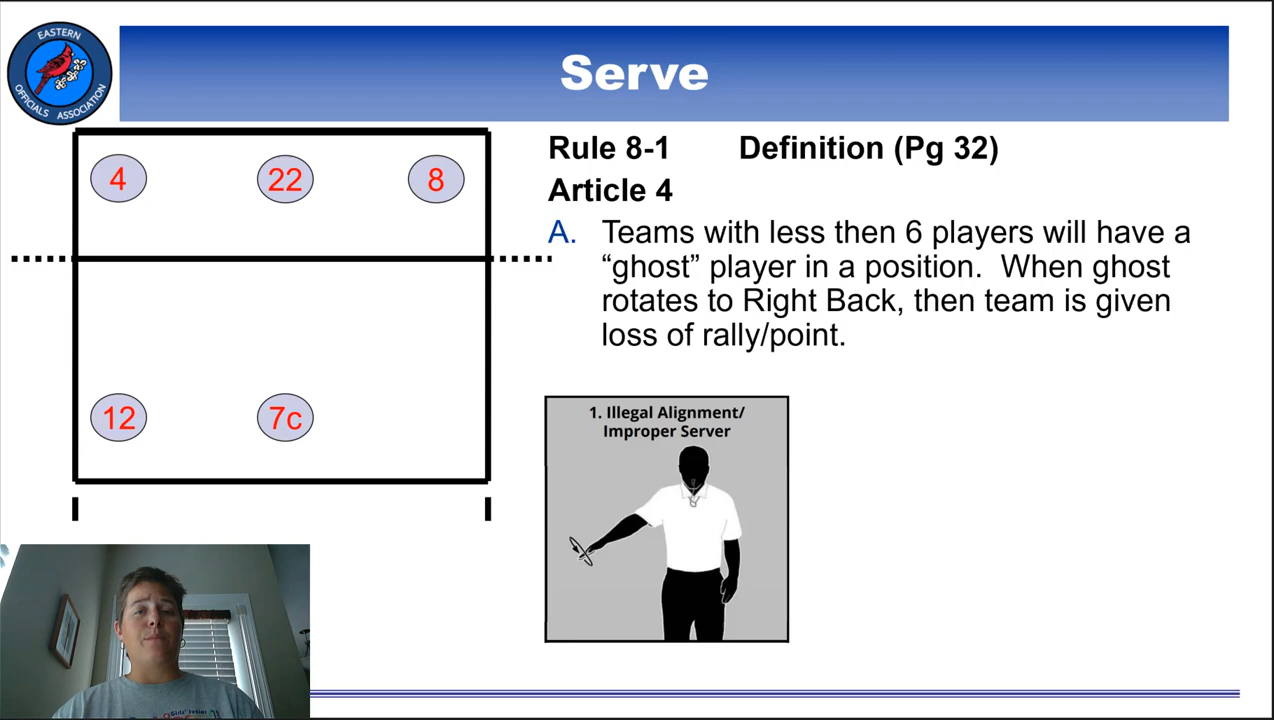 EASTERN
OFFICIALS ASSOCIATION
Serve
4 22 8
12 7c
Rule 8-1 Definition (Pg 32)
Article 4
A. Teams with less then 6 players will have a
“ghost” player in a position. When ghost
rotates to Right Back, then team is given
loss of rally/point.
1. Illegal Alignment/
Improper Server